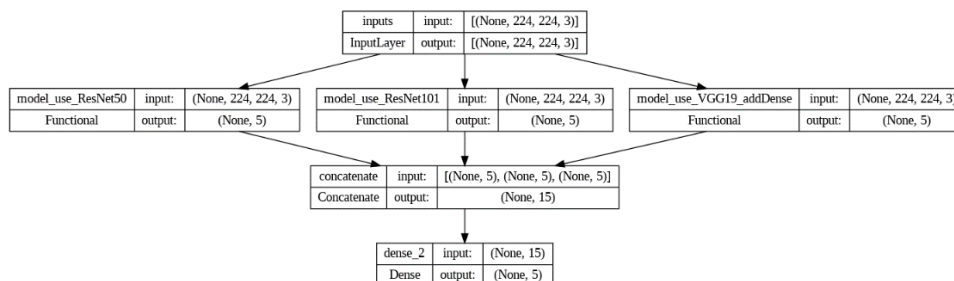 inputs input: [(None, 224, 224, 3)]
InputLayer output: [(None, 224, 224, 3)]
model_use_ResNet50 input: (None, 224, 224, 3)
Functional output: (None, 5)
model_use_ResNet101 input: (None, 224, 224, 3)
Functional output: (None, 5)
model_use_VGG19_addDense input: (None, 224, 224, 3)
Functional output: (None, 5)
concatenate input: [(None, 5), (None, 5), (None, 5)]
Concatenate output: (None, 15)
dense_2 input: (None, 15)
Dense output: (None, 5)